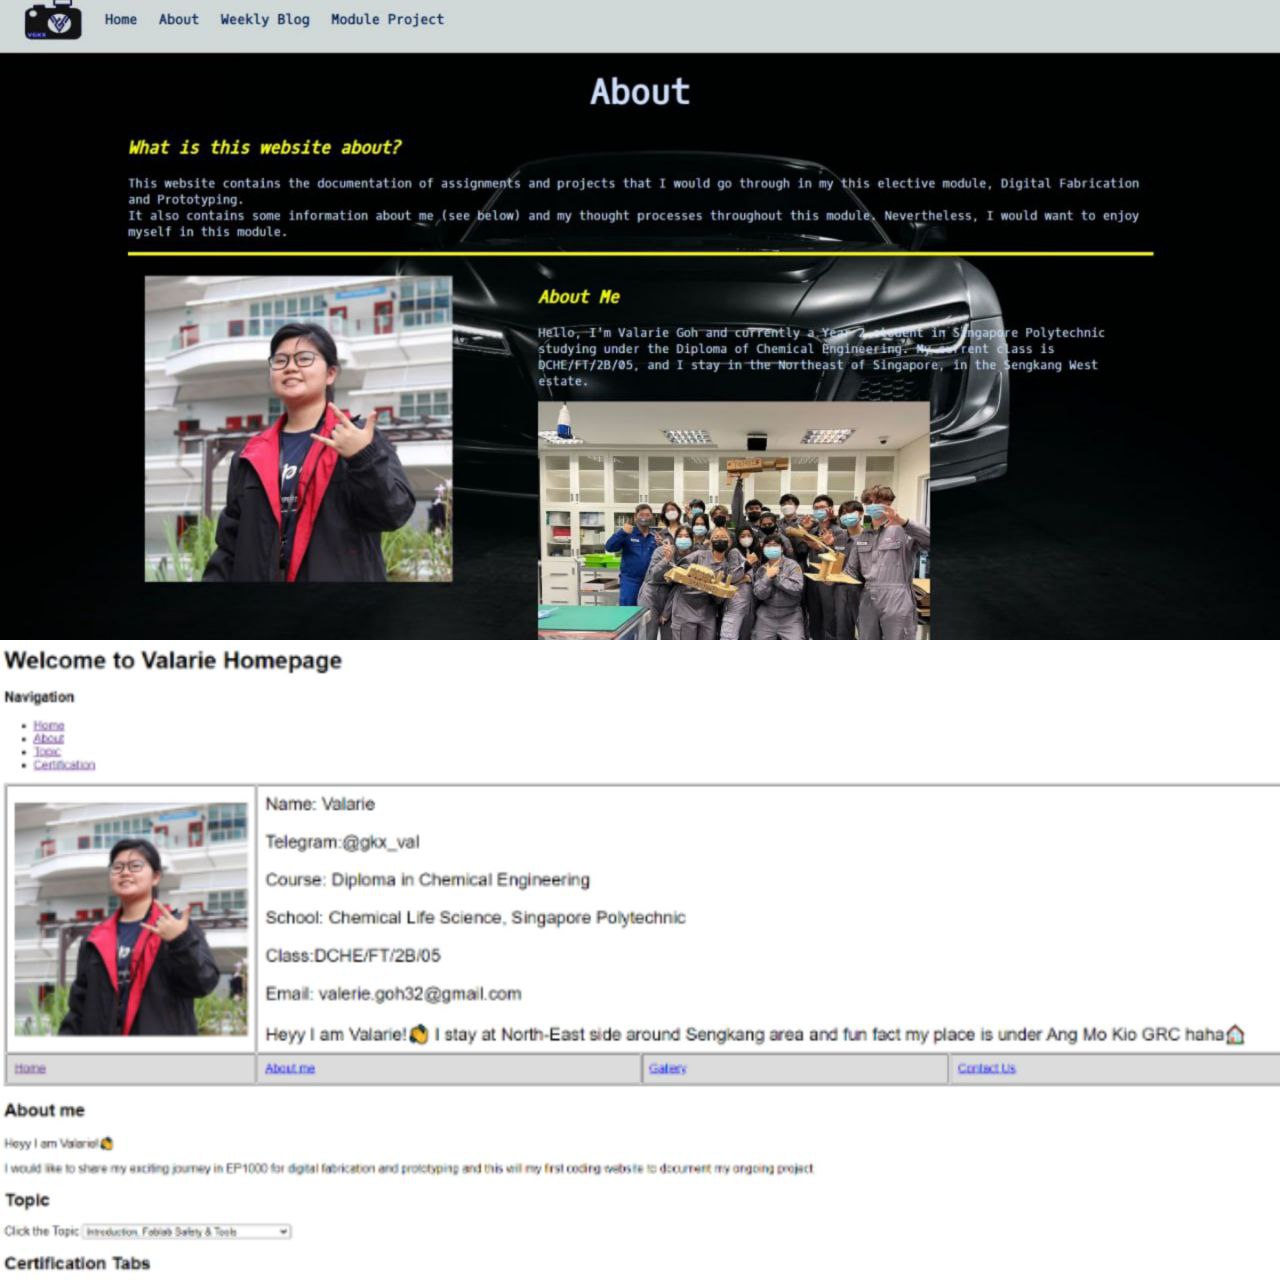 VGKX
Home About Weekly Blog Module Project
About
What is this website about?
This website contains the documentation of assignments and projects that I would go through in my this elective module, Digital Fabrication
and Prototyping.
It also contains some information about me (see below) and my thought processes throughout this module. Nevertheless, I would want to enjoy
myself in this module.
About Me
Hello, I'm Valarie Goh and currently a Year 2 student in Singapore Polytechnic
studying under the Diploma of Chemical Engineering. My current class is
DCHE/FT/2B/05, and I stay in the Northeast of Singapore, in the Sengkang West
estate.
Welcome to Valarie Homepage
Navigation
Home
About
Topic
Certification
Name: Valarie
Telegram:@gkx_val
Course: Diploma in Chemical Engineering
School: Chemical Life Science, Singapore Polytechnic
Class:DCHE/FT/2B/05
Email: valerie.goh32@gmail.com
Heyy I am Valarie!👋 I stay at North-East side around Sengkang area and fun fact my place is under Ang Mo Kio GRC haha🏠
Home About me Gallery Contact Us
About me
Heyy I am Valarie!👋
I would like to share my exciting journey in EP1000 for digital fabrication and prototyping and this will my first coding website to document my ongoing project
Topic
Click the Topic Introduction, Fablab Safety & Tools
Certification Tabs